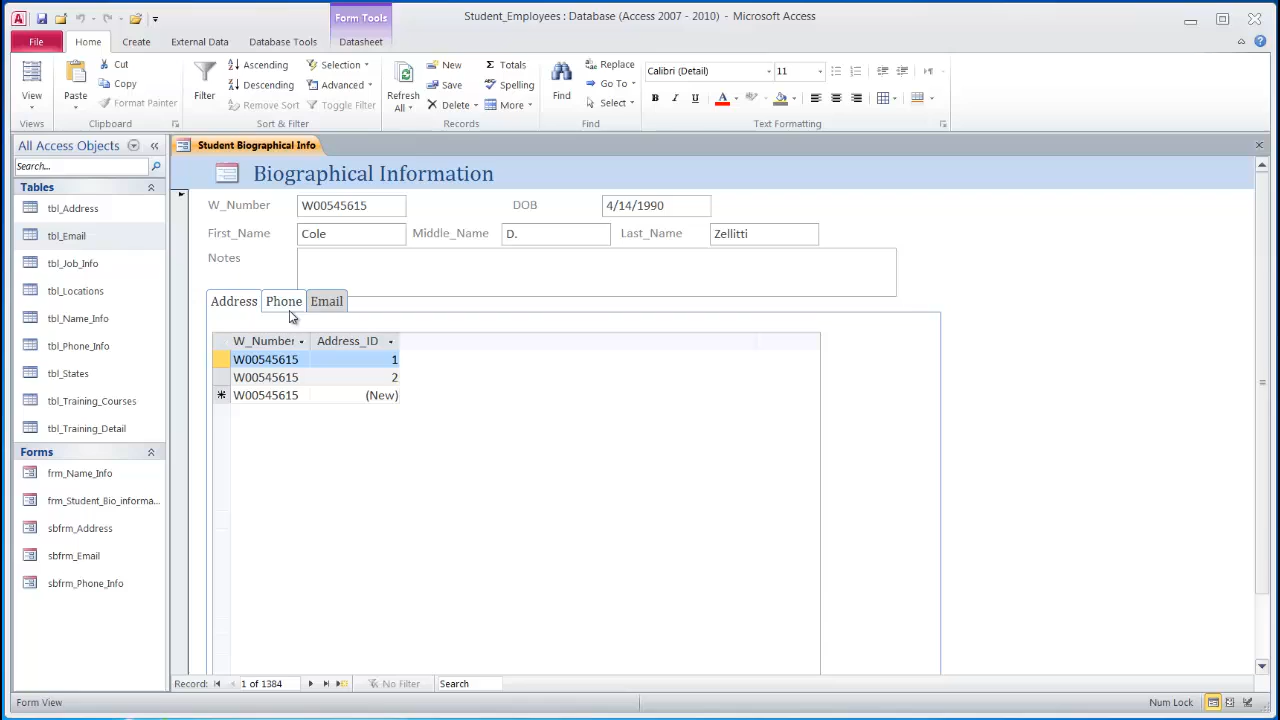 Student_Employees : Database (Access 2007 - 2010) - Microsoft Access
Form Tools
File Home Create External Data Database Tools Datasheet
View
Views
Paste
Cut
Copy
Format Painter
Clipboard
Filter
Ascending
Descending
Remove Sort
Selection
Advanced
Toggle Filter
Sort & Filter
Refresh All
New
Save
Delete
Totals
Spelling
More
Records
Find
Replace
Go To
Select
Find
Calibri (Detail) 11
B I U A
Text Formatting
All Access Objects
Search...
Tables
tbl_Address
tbl_Email
tbl_Job_Info
tbl_Locations
tbl_Name_Info
tbl_Phone_Info
tbl_States
tbl_Training_Courses
tbl_Training_Detail
Forms
frm_Name_Info
frm_Student_Bio_informa...
sbfrm_Address
sbfrm_Email
sbfrm_Phone_Info
Student Biographical Info
Biographical Information
W_Number W00545615 DOB 4/14/1990
First_Name Cole Middle_Name D. Last_Name Zellitti
Notes
Address Phone Email
W_Number Address_ID
W00545615 1
W00545615 2
W00545615 (New)
Record: 1 of 1384 No Filter Search
Form View Num Lock